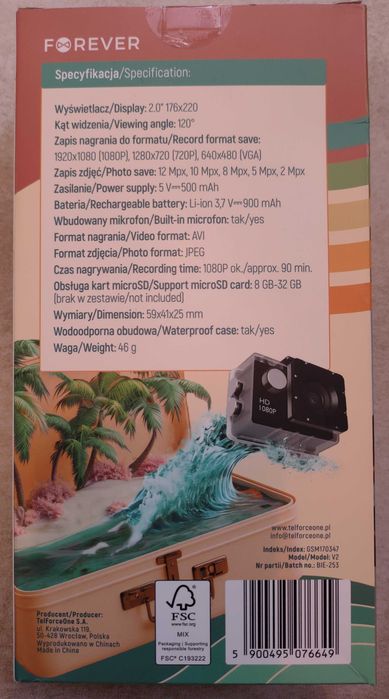 FOREVER
Specyfikacja/Specification:
Wyświetlacz/Display: 2.0" 176x220
Kąt widzenia/Viewing angle: 120°
Zapis nagrania do formatu/Record format save:
1920x1080 (1080P), 1280x720 (720P), 640x480 (VGA)
Zapis zdjęć/Photo save: 12 Mpx, 10 Mpx, 8 Mpx, 5 Mpx, 2 Mpx
Zasilanie/Power supply: 5 V⎓500 mAh
Bateria/Rechargeable battery: Li-ion 3,7 V⎓900 mAh
Wbudowany mikrofon/Built-in microfon: tak/yes
Format nagrania/Video format: AVI
Format zdjęcia/Photo format: JPEG
Czas nagrywania/Recording time: 1080P ok./approx. 90 min.
Obsługa kart microSD/Support microSD card: 8 GB-32 GB
(brak w zestawie/not included)
Wymiary/Dimension: 59x41x25 mm
Wodoodporna obudowa/Waterproof case: tak/yes
Waga/Weight: 46 g
HD
1080P
www.telforceone.pl
info@telforceone.pl
Indeks/Index: GSM170347
Model/Model: V2
Nr partii/Batch no.: BIE-253
Producent/Producer:
TelForceOne S.A.
ul. Krakowska 119,
50-428 Wrocław, Polska
Wyprodukowano w Chinach
Made in China
FSC
www.fsc.org
MIX
Packaging | Supporting
responsible forestry
FSC® C193222
5 900495 076649